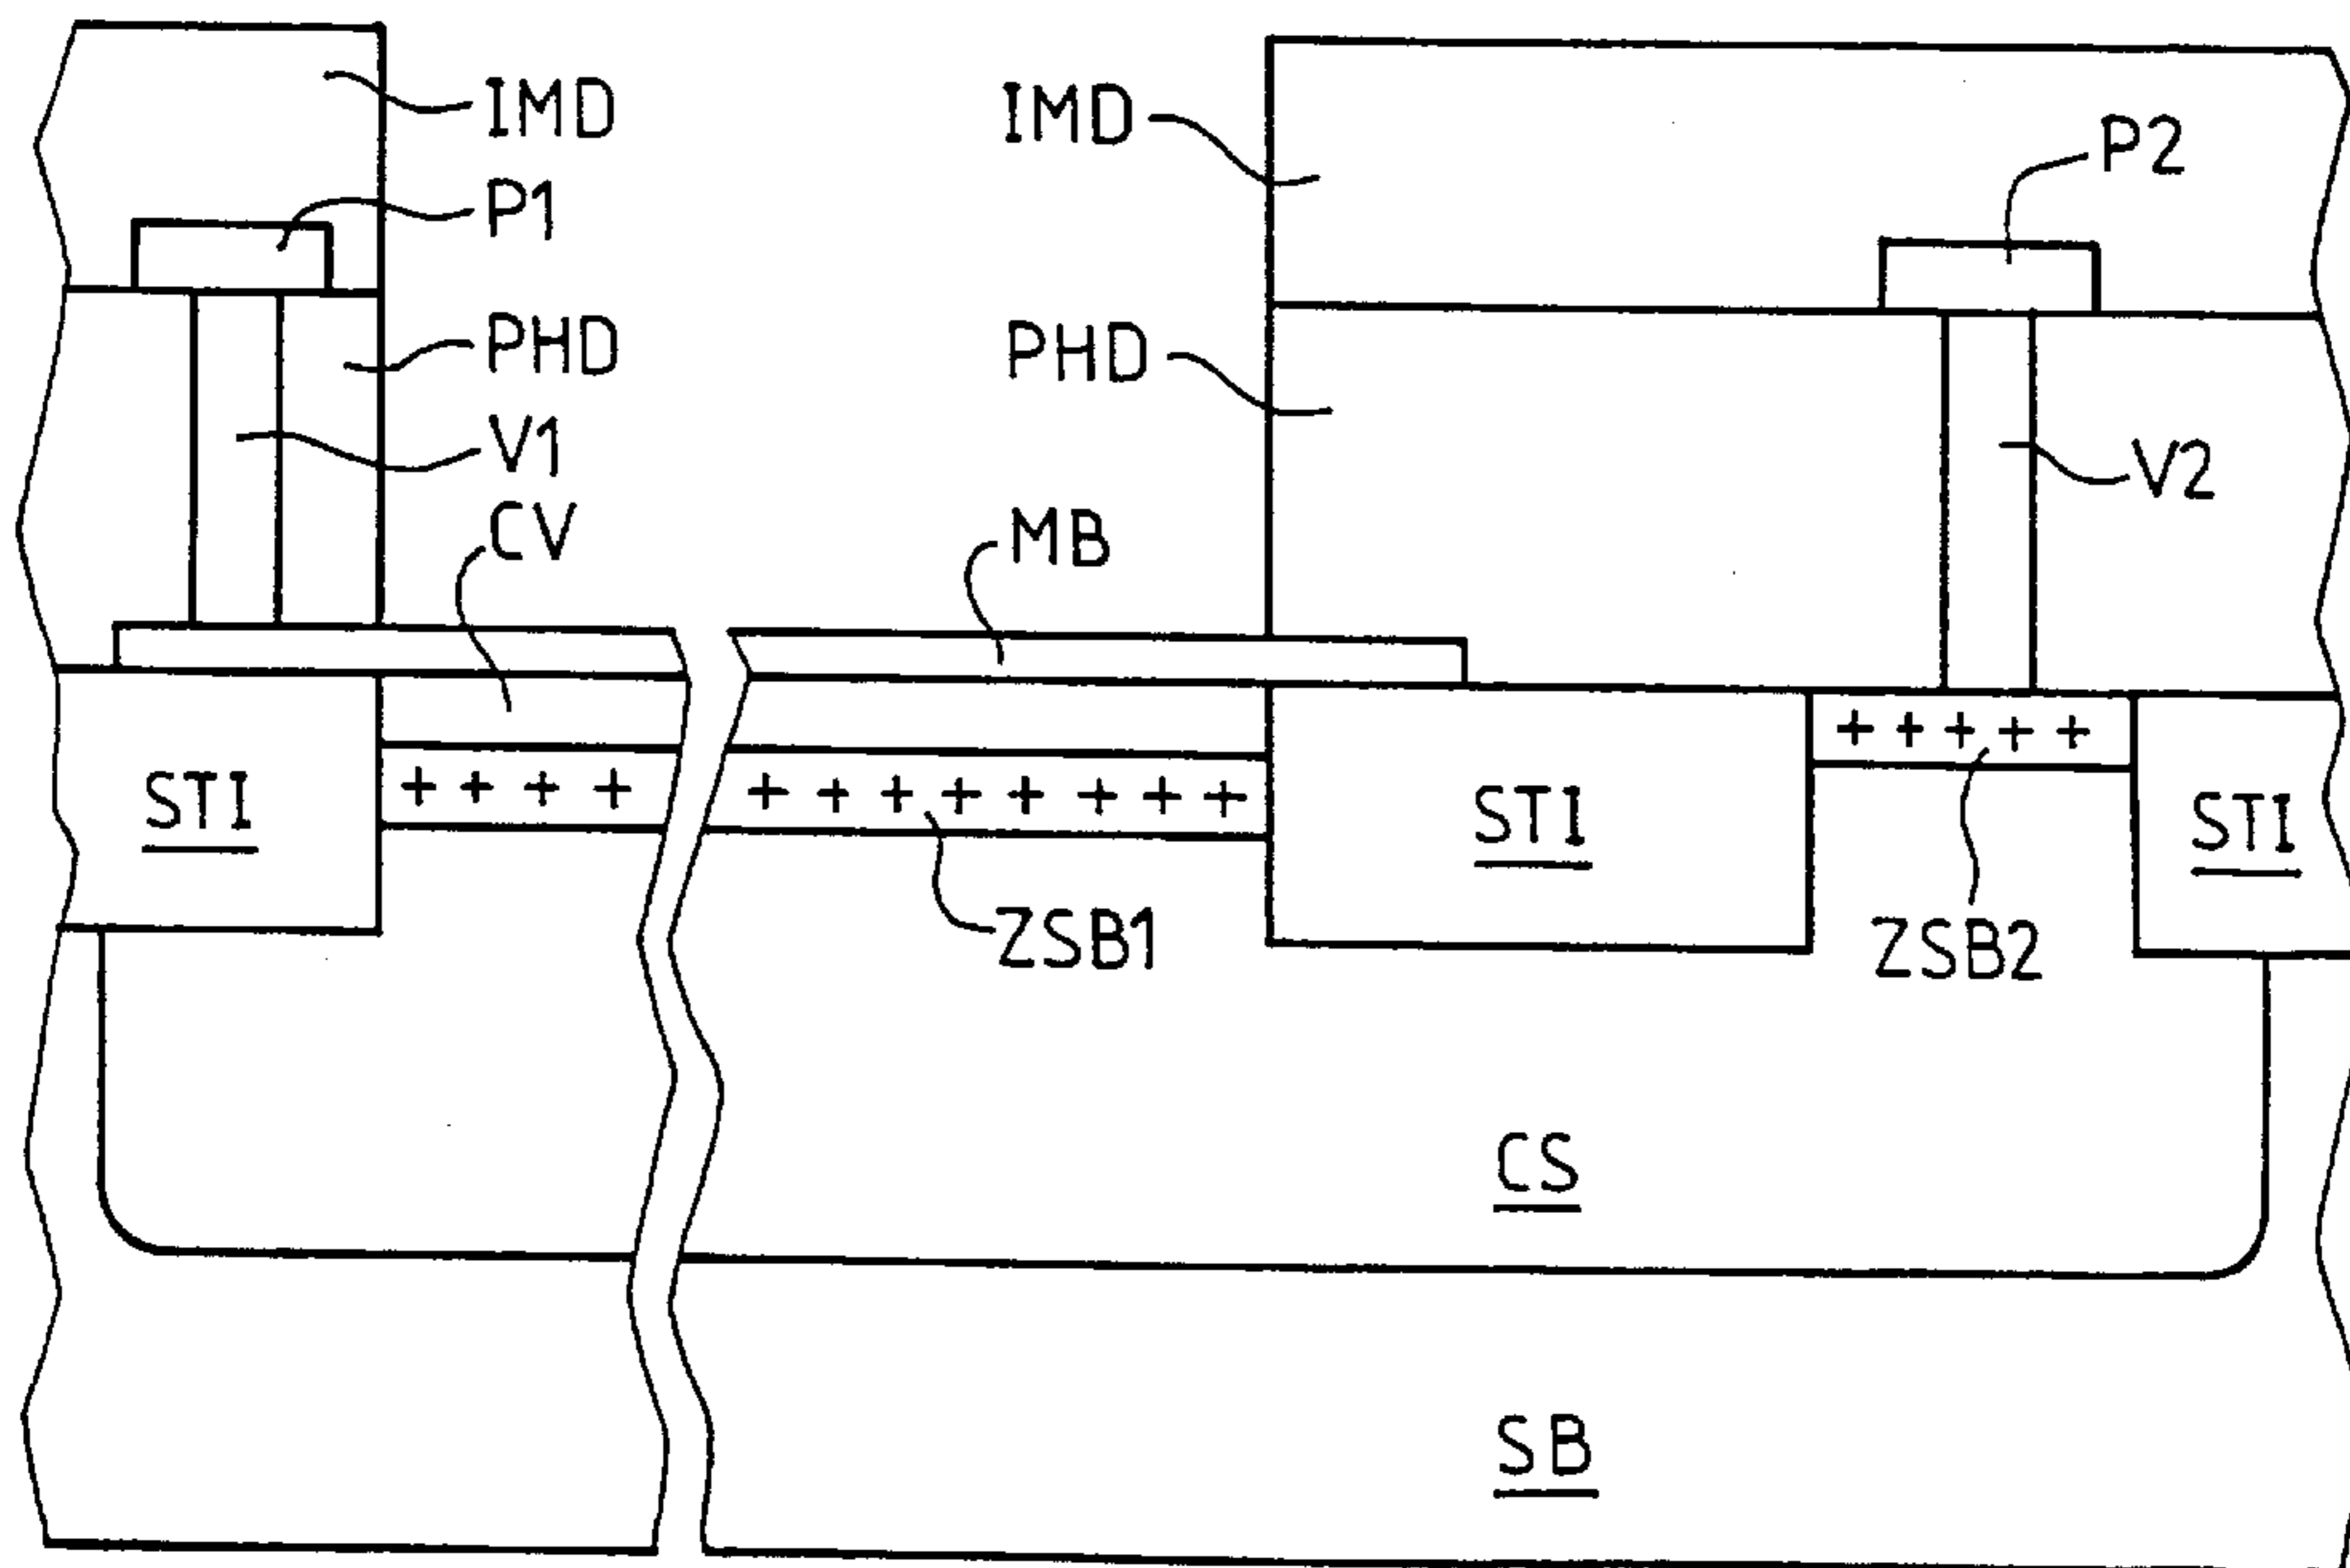 IMD
IMD
P2
P1
PHD
PHD
V1
V2
CV
MB
+ + + + +
+ + + +
+ + + + + + + +
STI
STI
STI
ZSB1
ZSB2
CS
SB